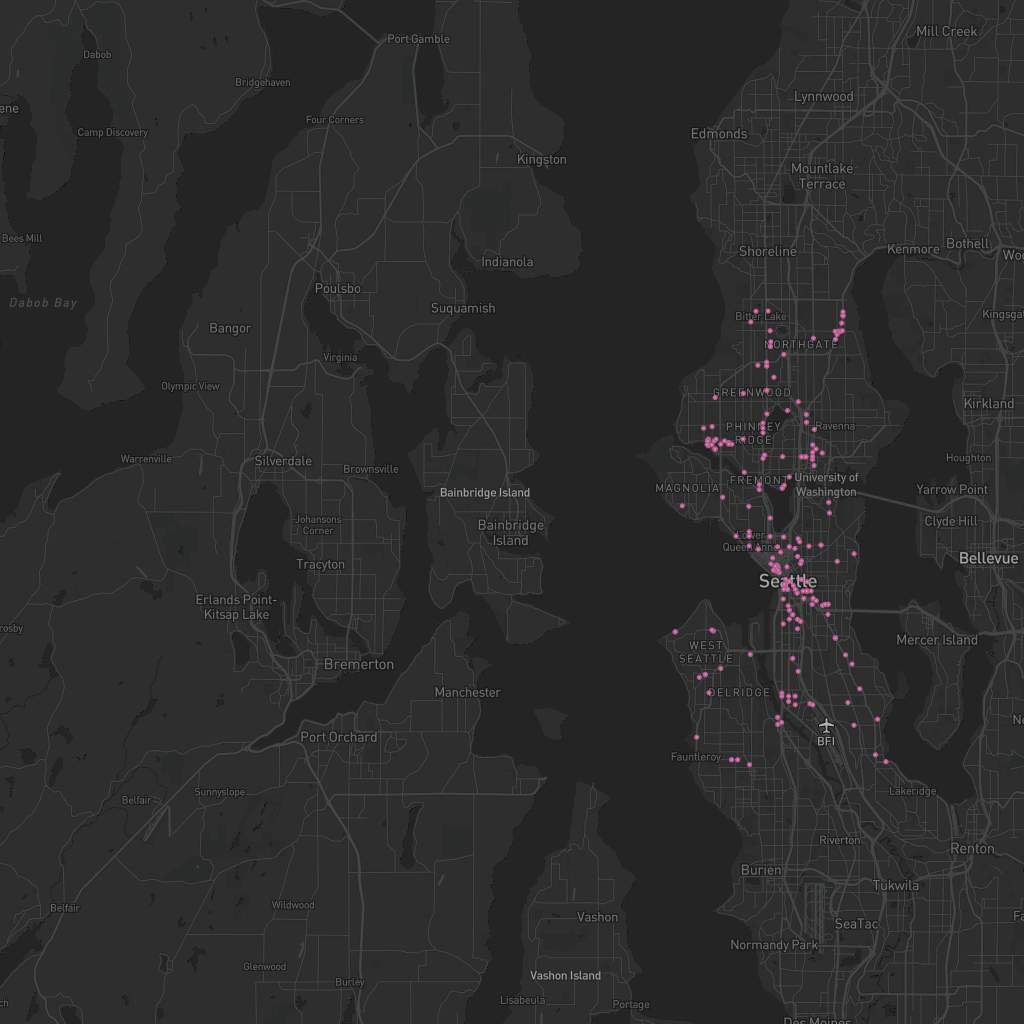 Mill Creek
Port Gamble
Dabob
Bridgehaven
Lynnwood
ene
Four Corners
Camp Discovery
Edmonds
Kingston
Mountlake
Terrace
Bees Mill
Bothell
Kenmore
Shoreline
Woo
Indianola
Poulsbo
Dabob Bay
Suquamish
Kingsga
Bitter Lake
Bangor
NORTHGATE
Virginia
Olympic View
GREENWOOD
Kirkland
PHINNEY
RIDGE
Ravenna
Warrenville
Silverdale
Houghton
Brownsville
FREMONT
University of
Washington
MAGNOLIA
Yarrow Point
Bainbridge Island
Johansons
Corner
Bainbridge
Island
Clyde Hill
Lower
Queen Anne
Bellevue
Tracyton
Seattle
Erlands Point-
Kitsap Lake
rosby
Mercer Island
WEST
SEATTLE
Bremerton
Manchester
DELRIDGE
No
Port Orchard
BFI
Fauntleroy
Sunnyslope
Lakeridge
Belfair
Riverton
Renton
Burien
Tukwila
Wildwood
Belfair
Vashon
Fa
SeaTac
Normandy Park
Glenwood
Vashon Island
Burley
Lisabeula
Portage
ch
Des Moines